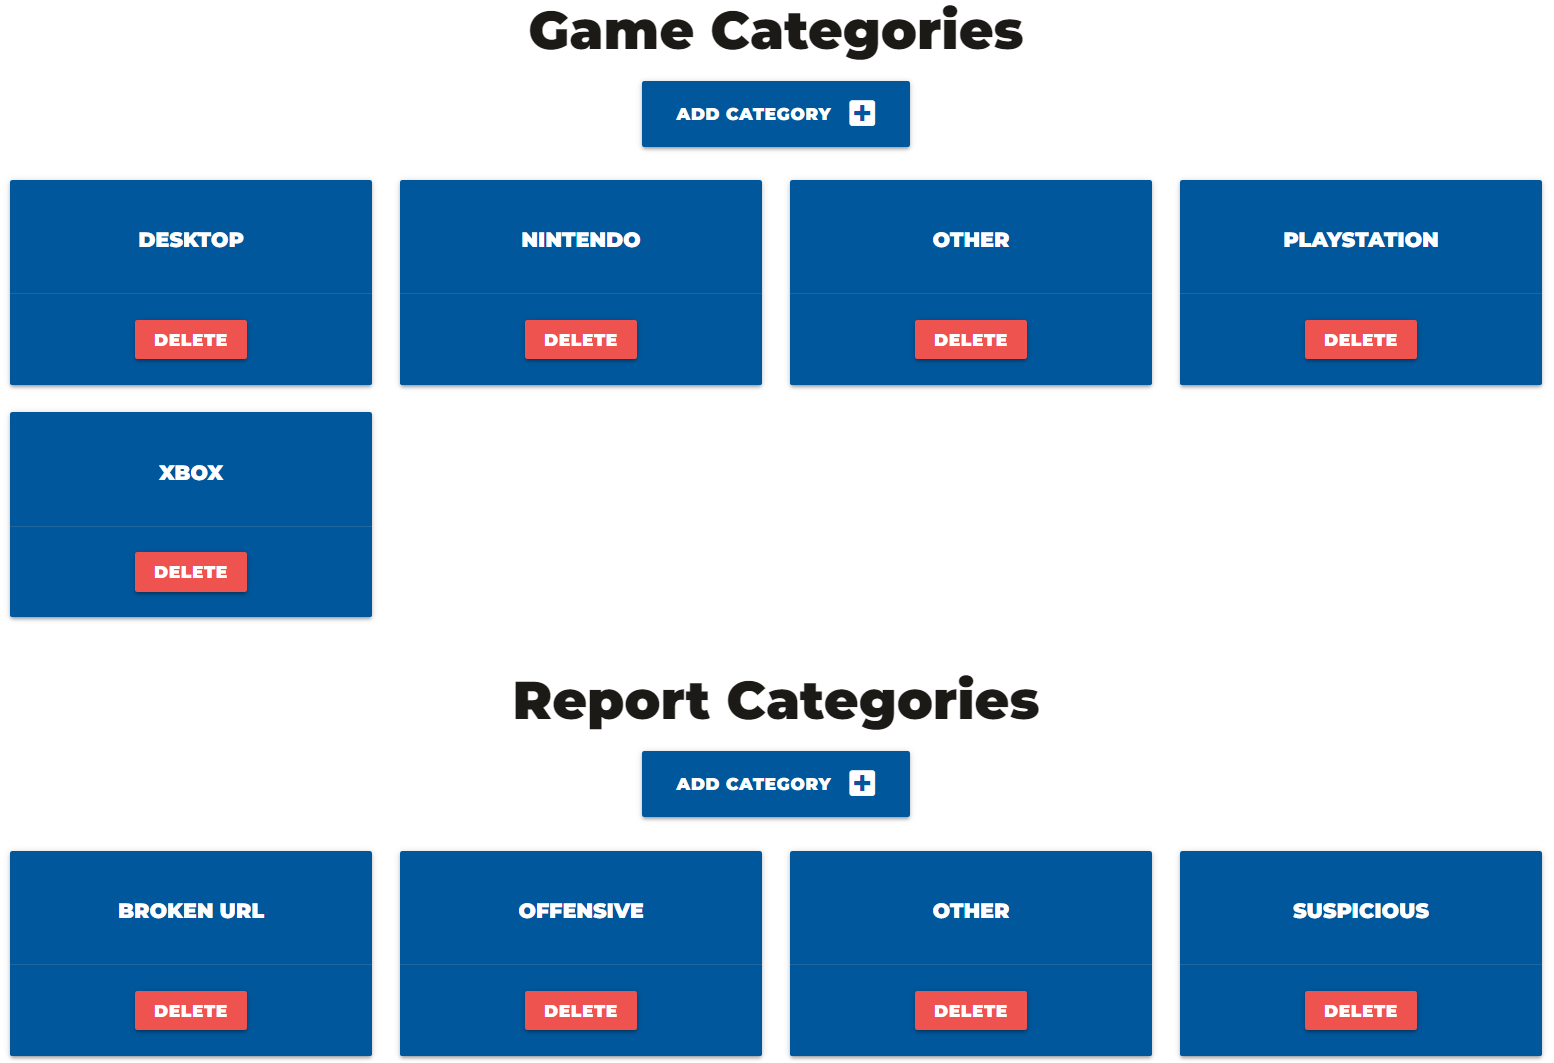 Game Categories
ADD CATEGORY
DESKTOP
NINTENDO
OTHER
PLAYSTATION
DELETE
DELETE
DELETE
DELETE
XBOX
DELETE
Report Categories
ADD CATEGORY
BROKEN URL
OFFENSIVE
OTHER
SUSPICIOUS
DELETE
DELETE
DELETE
DELETE